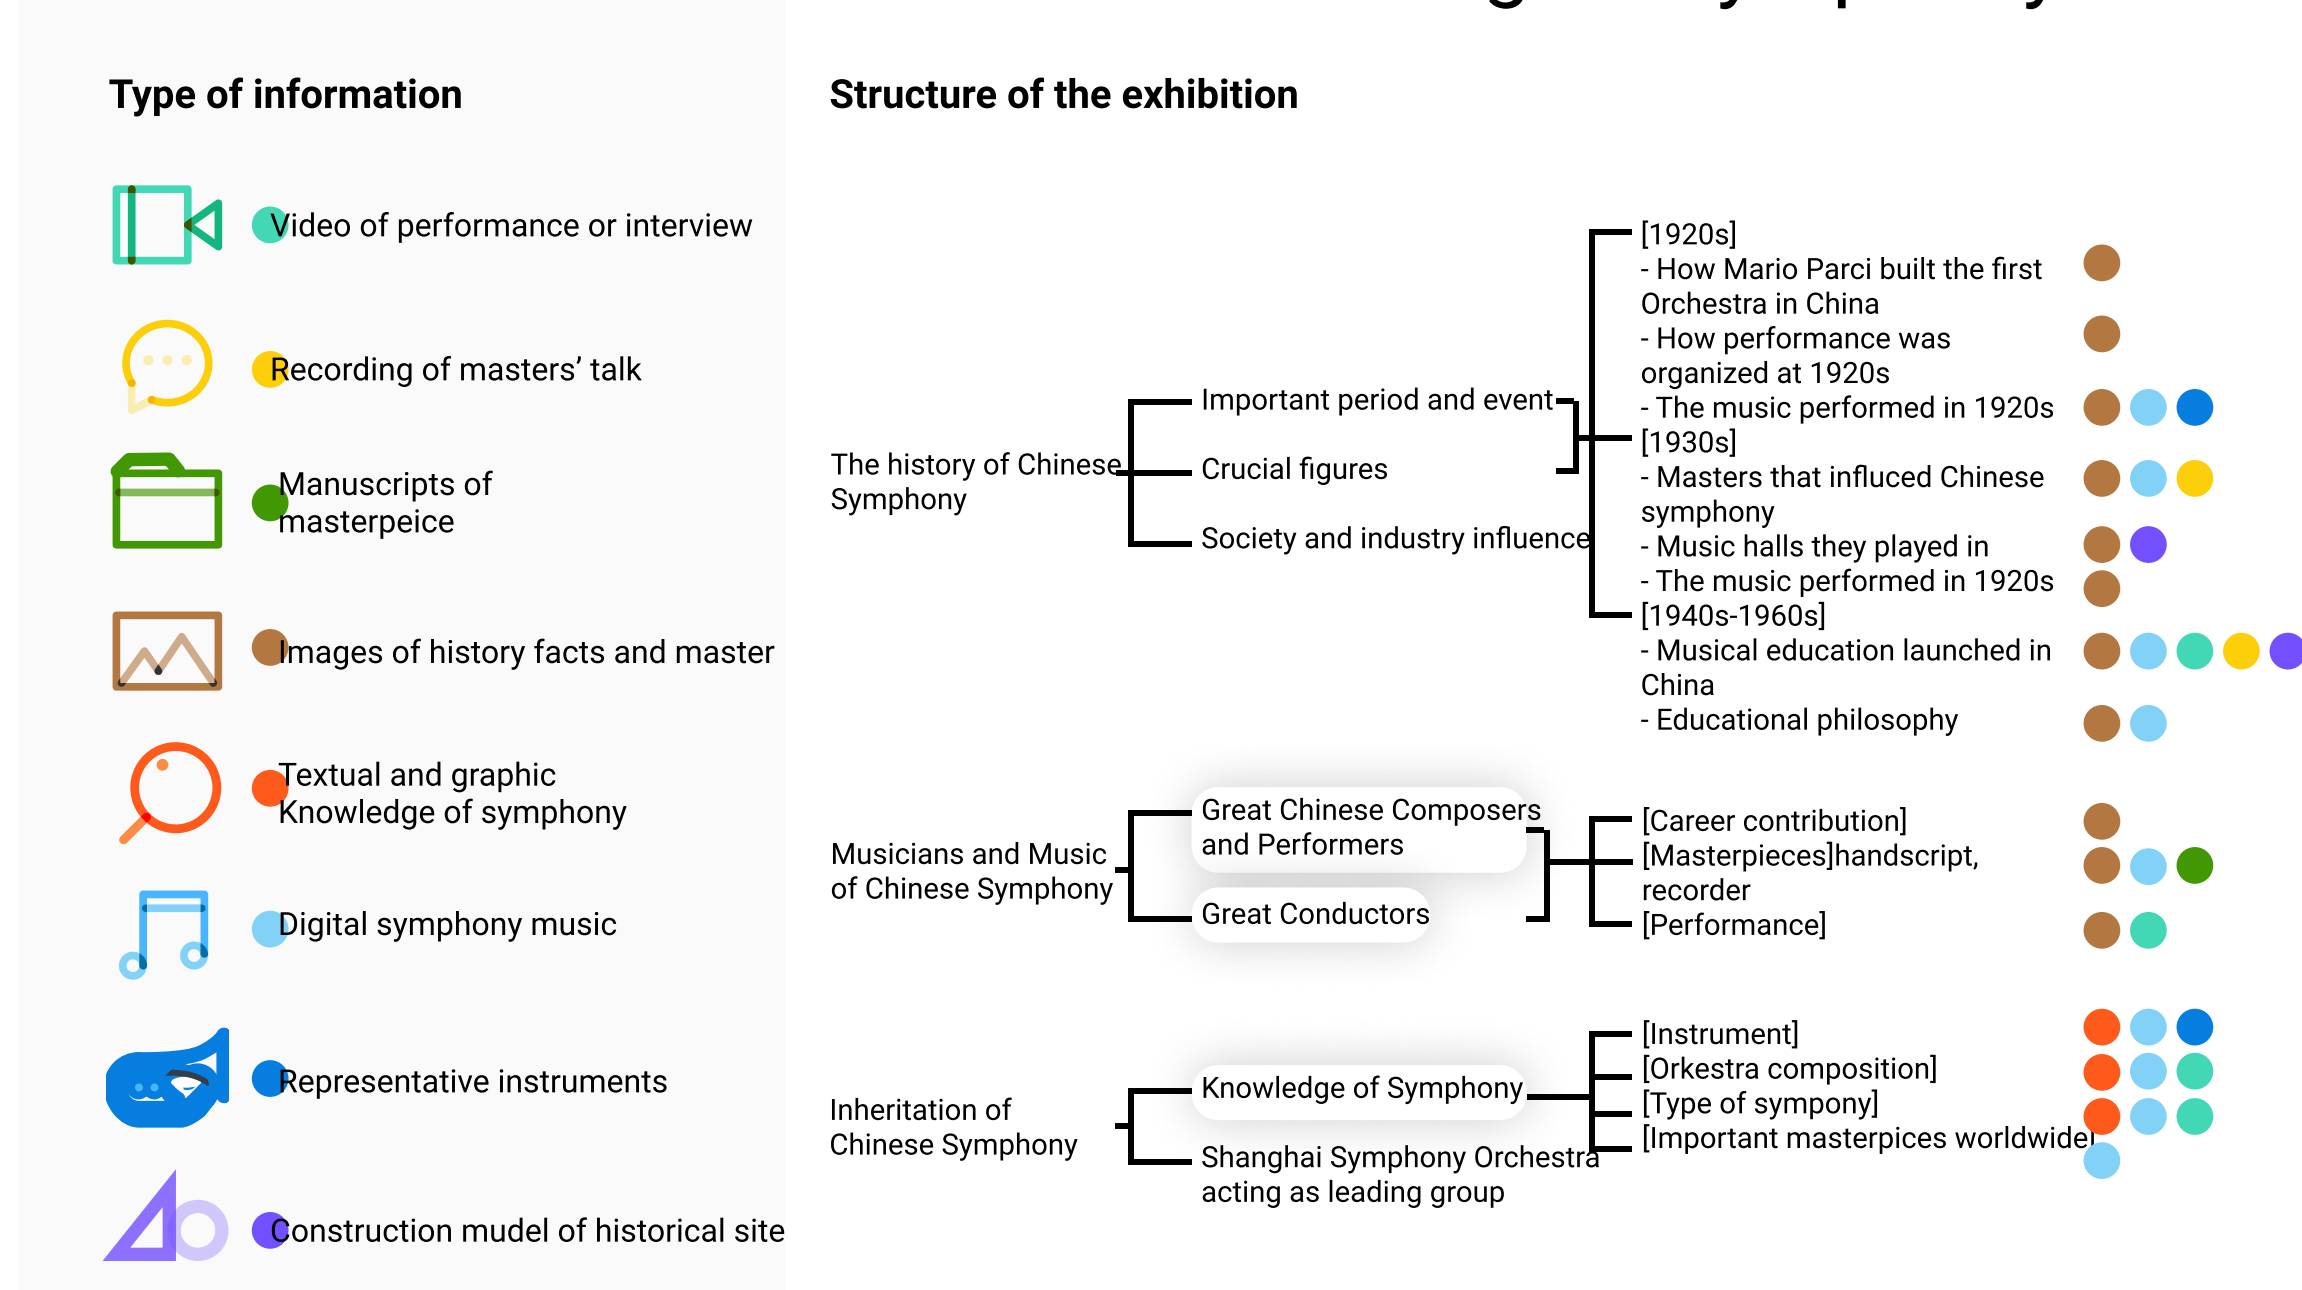 Type of information
Video of performance or interview
Recording of masters’ talk
Manuscripts of
masterpeice
Images of history facts and master
Textual and graphic
Knowledge of symphony
Digital symphony music
Representative instruments
Construction mudel of historical site
Structure of the exhibition
The history of Chinese
Symphony
Important period and event
Crucial figures
Society and industry influence
[1920s]
- How Mario Parci built the first
Orchestra in China
- How performance was
organized at 1920s
- The music performed in 1920s
[1930s]
- Masters that influced Chinese
symphony
- Music halls they played in
- The music performed in 1920s
[1940s-1960s]
- Musical education launched in
China
- Educational philosophy
Musicians and Music
of Chinese Symphony
Great Chinese Composers
and Performers
Great Conductors
[Career contribution]
[Masterpieces]handscript,
recorder
[Performance]
Inheritation of
Chinese Symphony
Knowledge of Symphony
Shanghai Symphony Orchestra
acting as leading group
[Instrument]
[Orkestra composition]
[Type of sympony]
[Important masterpices worldwide]